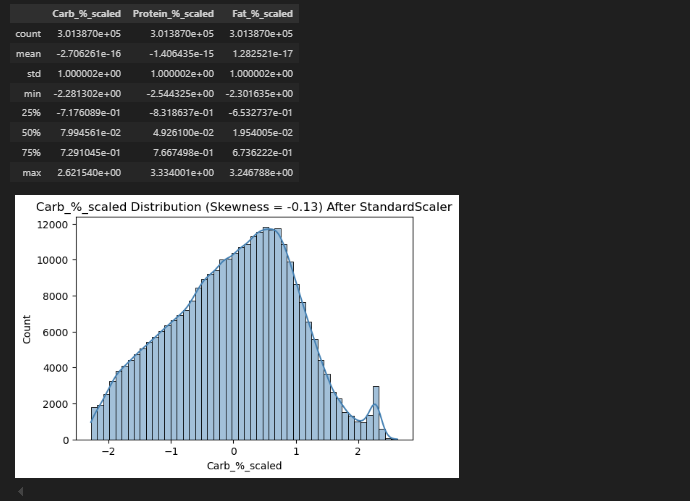 Carb_%_scaled Protein_%_scaled Fat_%_scaled
count 3.013870e+05 3.013870e+05 3.013870e+05
mean -2.706261e-16 -1.406435e-15 1.282521e-17
std 1.000002e+00 1.000002e+00 1.000002e+00
min -2.281302e+00 -2.544325e+00 -2.301635e+00
25% -7.176089e-01 -8.318637e-01 -6.532737e-01
50% 7.994561e-02 4.926100e-02 1.954005e-02
75% 7.291045e-01 7.667498e-01 6.736222e-01
max 2.621540e+00 3.334001e+00 3.246788e+00
Carb_%_scaled Distribution (Skewness = -0.13) After StandardScaler
12000
10000
8000
6000
4000
2000
0
Count
−2 −1 0 1 2
Carb_%_scaled